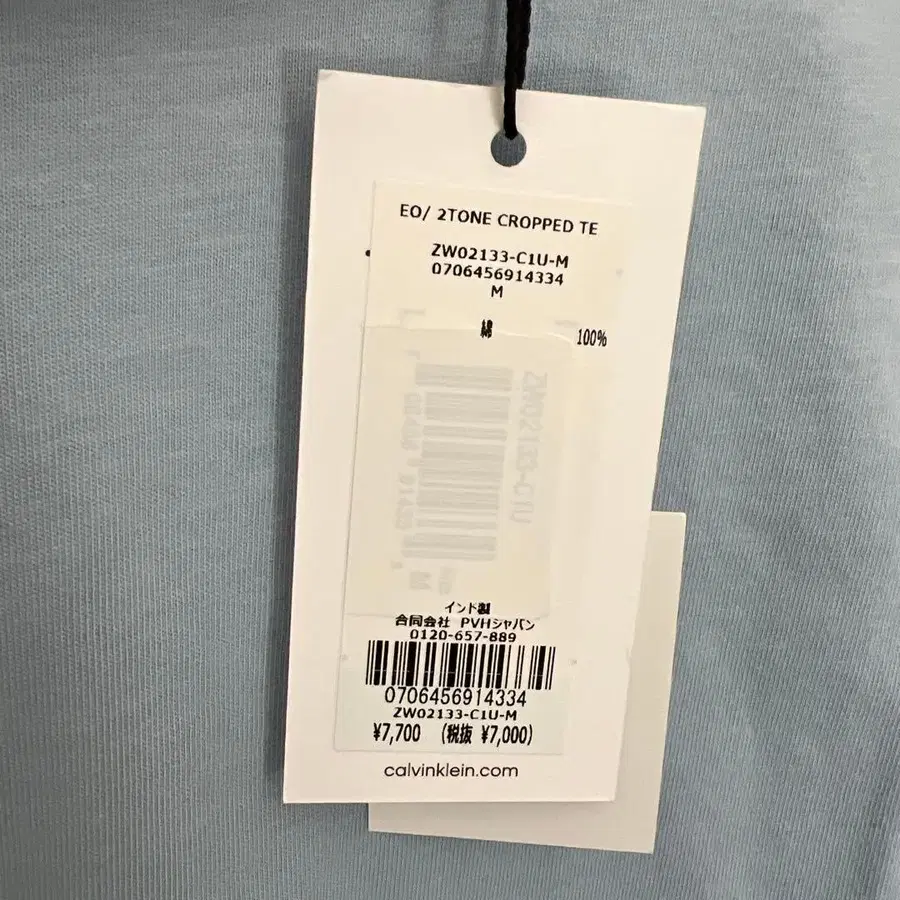 EO/ 2TONE CROPPED TE
ZW02133-C1U-M
0706456914334
M
綿 100%
ZW02133-C1U
M
インド製
合同会社 PVHジャパン
0120-657-889
0706456914334
ZW02133-C1U-M
¥7,700 (税抜 ¥7,000)
calvinklein.com